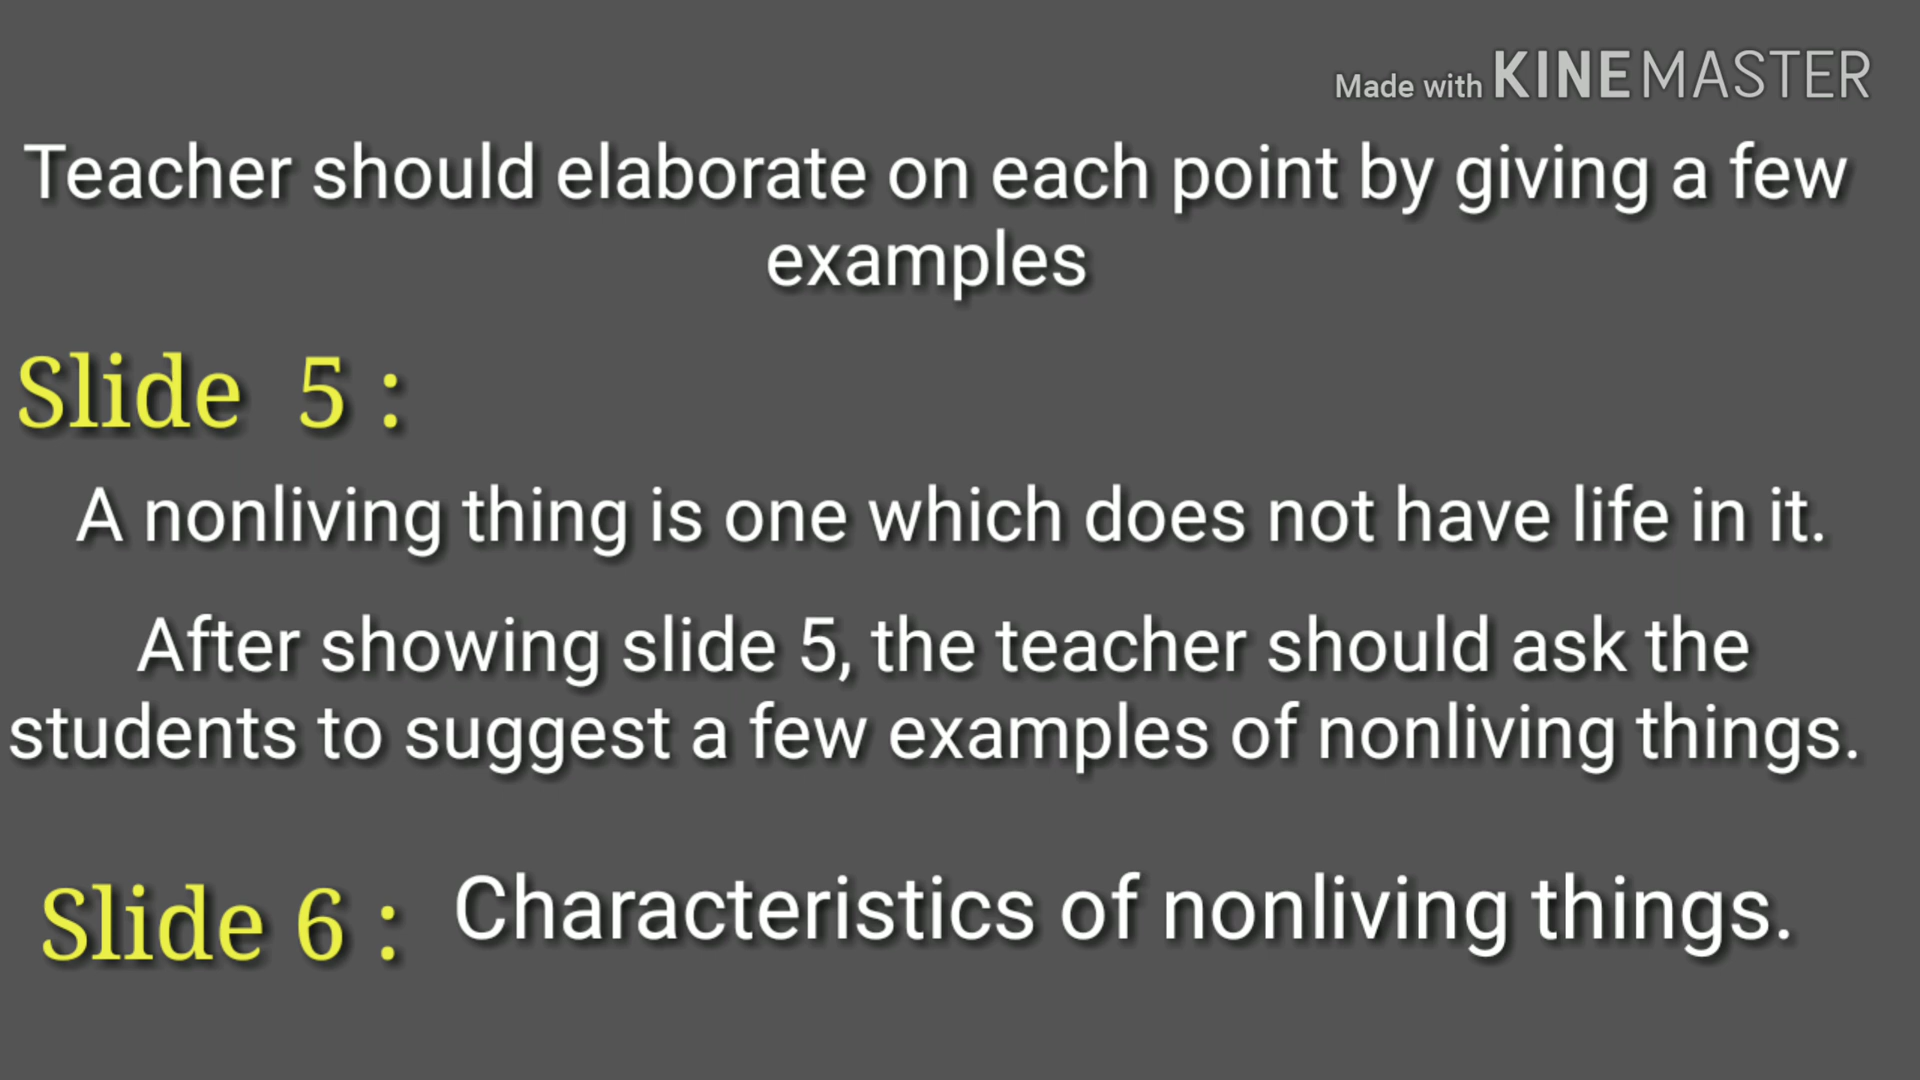 Made with KINEMASTER
Teacher should elaborate on each point by giving a few
examples
Slide 5 :
A nonliving thing is one which does not have life in it.
After showing slide 5, the teacher should ask the
students to suggest a few examples of nonliving things.
Slide 6 : Characteristics of nonliving things.